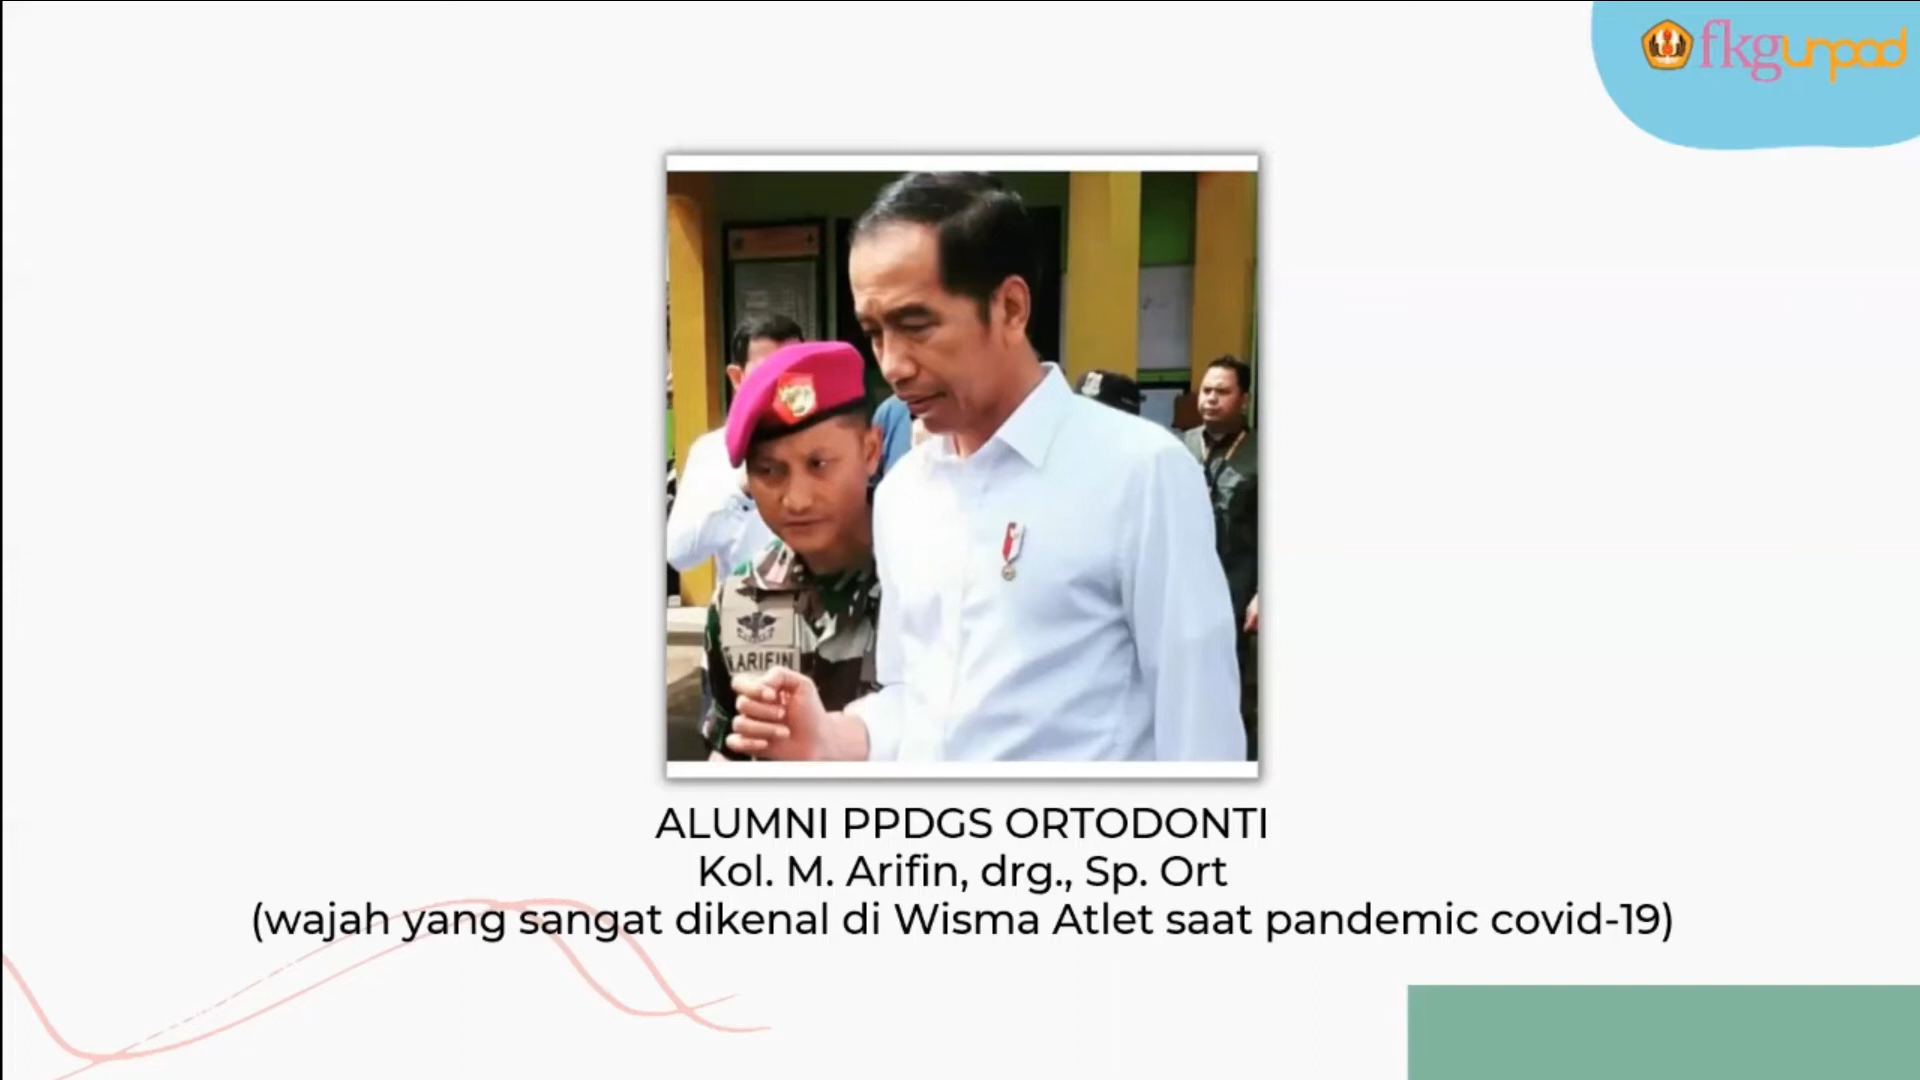 fkgunpad
ARIFIN
ALUMNI PPDGS ORTODONTI
Kol. M. Arifin, drg., Sp. Ort
(wajah yang sangat dikenal di Wisma Atlet saat pandemic covid-19)